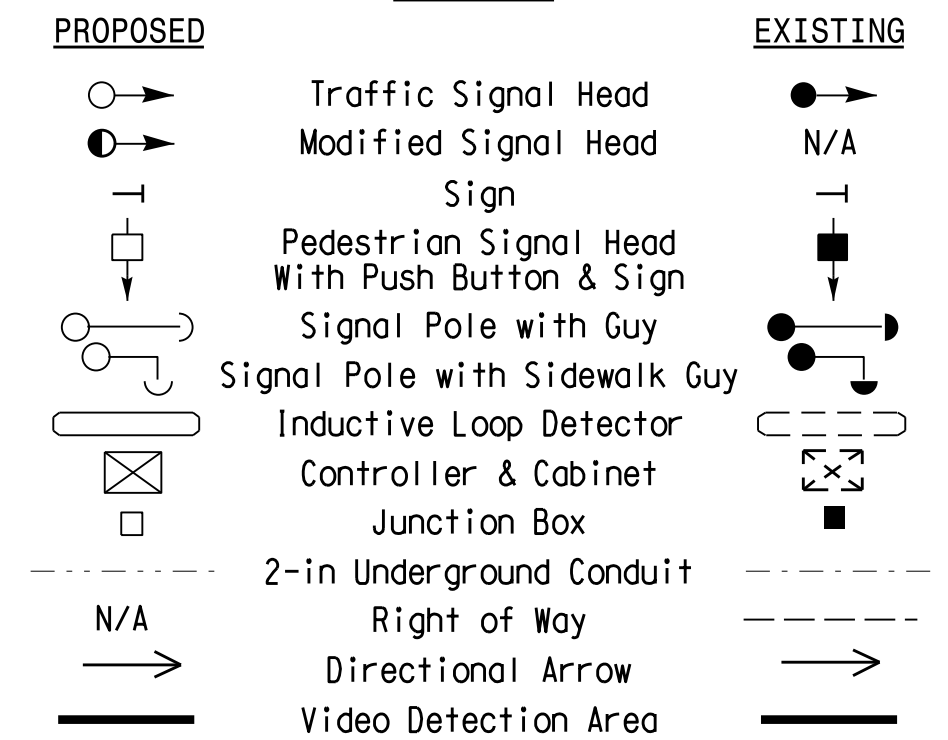 PROPOSED EXISTING
Traffic Signal Head
Modified Signal Head N/A
Sign
Pedestrian Signal Head
With Push Button & Sign
Signal Pole with Guy
Signal Pole with Sidewalk Guy
Inductive Loop Detector
Controller & Cabinet
Junction Box
2-in Underground Conduit
N/A Right of Way
Directional Arrow
Video Detection Area